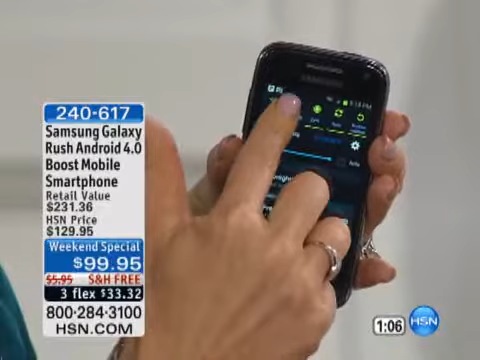 240-617
Samsung Galaxy
Rush Android 4.0
Boost Mobile
Smartphone
Retail Value
$231.36
HSN Price
$129.95
Weekend Special
$99.95
$5.95 S&H FREE
3 flex $33.32
800·284·3100
HSN.COM
SAMSUNG
1:06 HSN